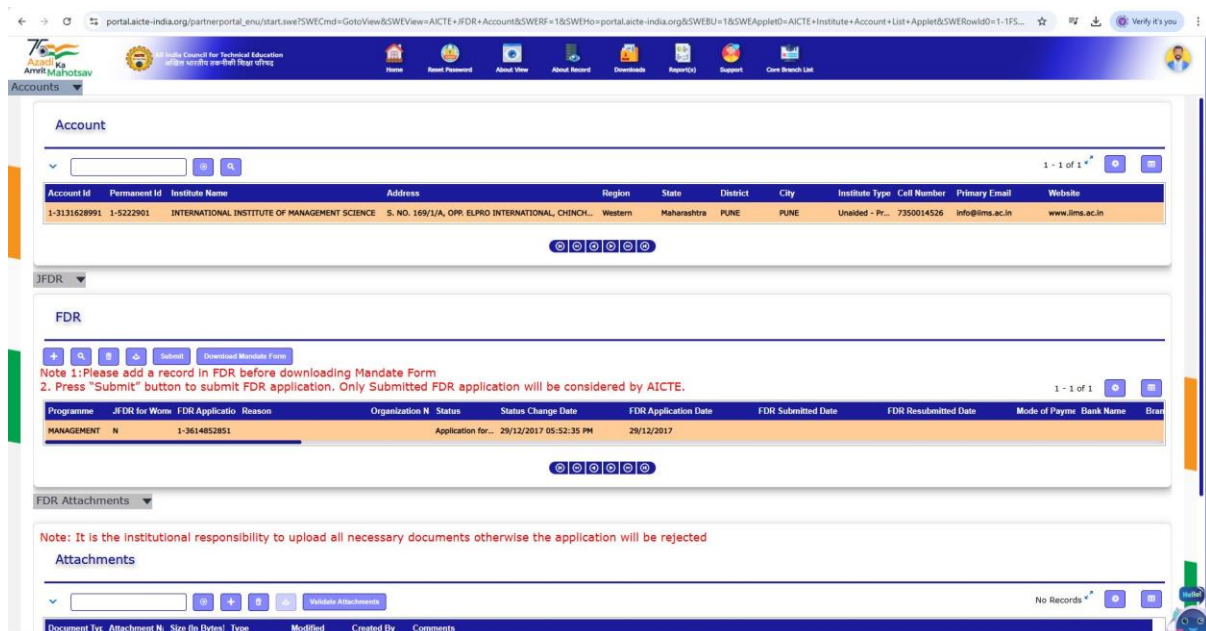 portal.aicte-india.org/partnerportal_enu/start.swe?SWECmd=GotoView&SWEView=AICTE+JFDR+Account&SWERF=1&SWEHo=portal.aicte-india.org&SWEBU=1&SWEApplet0=AICTE+Institute+Account+List+Applet&SWERowId0=1-1FS... Verify it's you
Azadi Ka Amrit Mahotsav
All India Council for Technical Education
अखिल भारतीय तकनीकी शिक्षा परिषद्
Home Reset Password About View About Record Downloads Report(s) Support Core Branch List
Accounts
Account
1 - 1 of 1
Account Id Permanent Id Institute Name Address Region State District City Institute Type Cell Number Primary Email Website
1-3131628991 1-5222901 INTERNATIONAL INSTITUTE OF MANAGEMENT SCIENCE S. NO. 169/1/A, OPP. ELPRO INTERNATIONAL, CHINCH... Western Maharashtra PUNE PUNE Unaided - Pr... 7350014526 info@iims.ac.in www.iims.ac.in
JFDR
FDR
Submit Download Mandate Form
Note 1:Please add a record in FDR before downloading Mandate Form
2. Press "Submit" button to submit FDR application. Only Submitted FDR application will be considered by AICTE.
1 - 1 of 1
Programme JFDR for Wome FDR Applicatio Reason Organization N Status Status Change Date FDR Application Date FDR Submitted Date FDR Resubmitted Date Mode of Payme Bank Name Bran
MANAGEMENT N 1-3614852851 Application for... 29/12/2017 05:52:35 PM 29/12/2017
FDR Attachments
Note: It is the institutional responsibility to upload all necessary documents otherwise the application will be rejected
Attachments
Validate Attachments
No Records
Hello!
Document Typ Attachment Na Size (In Bytes) Type Modified Created By Comments